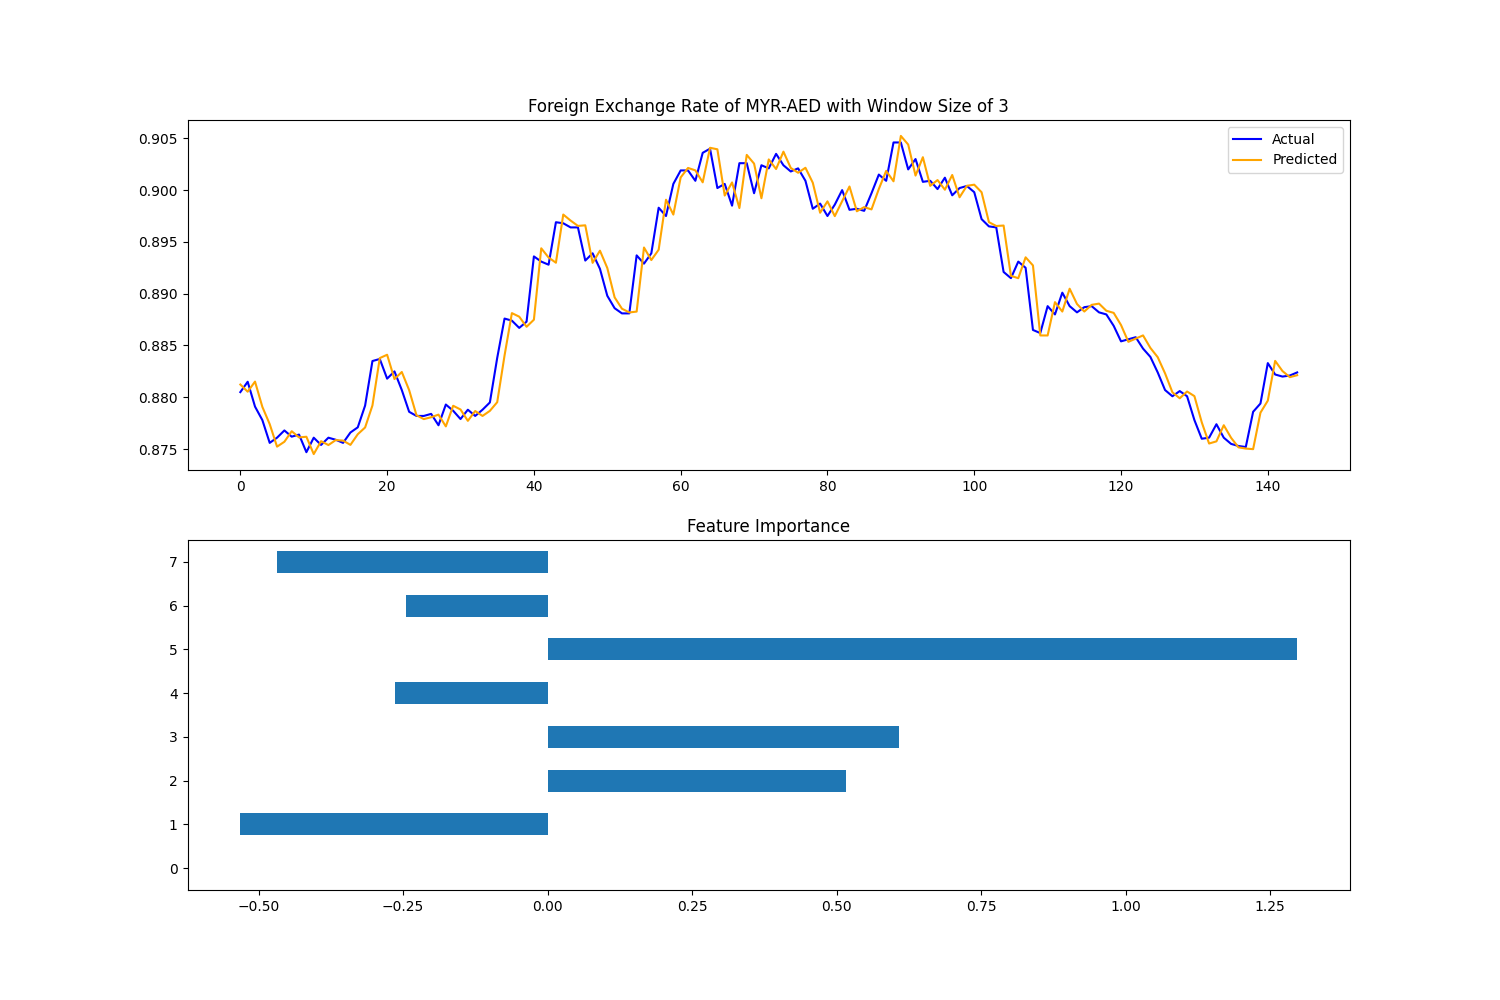 Foreign Exchange Rate of MYR-AED with Window Size of 3
0.905
0.900
0.895
0.890
0.885
0.880
0.875
Actual
Predicted
0 20 40 60 80 100 120 140
Feature Importance
7
6
5
4
3
2
1
0
−0.50 −0.25 0.00 0.25 0.50 0.75 1.00 1.25